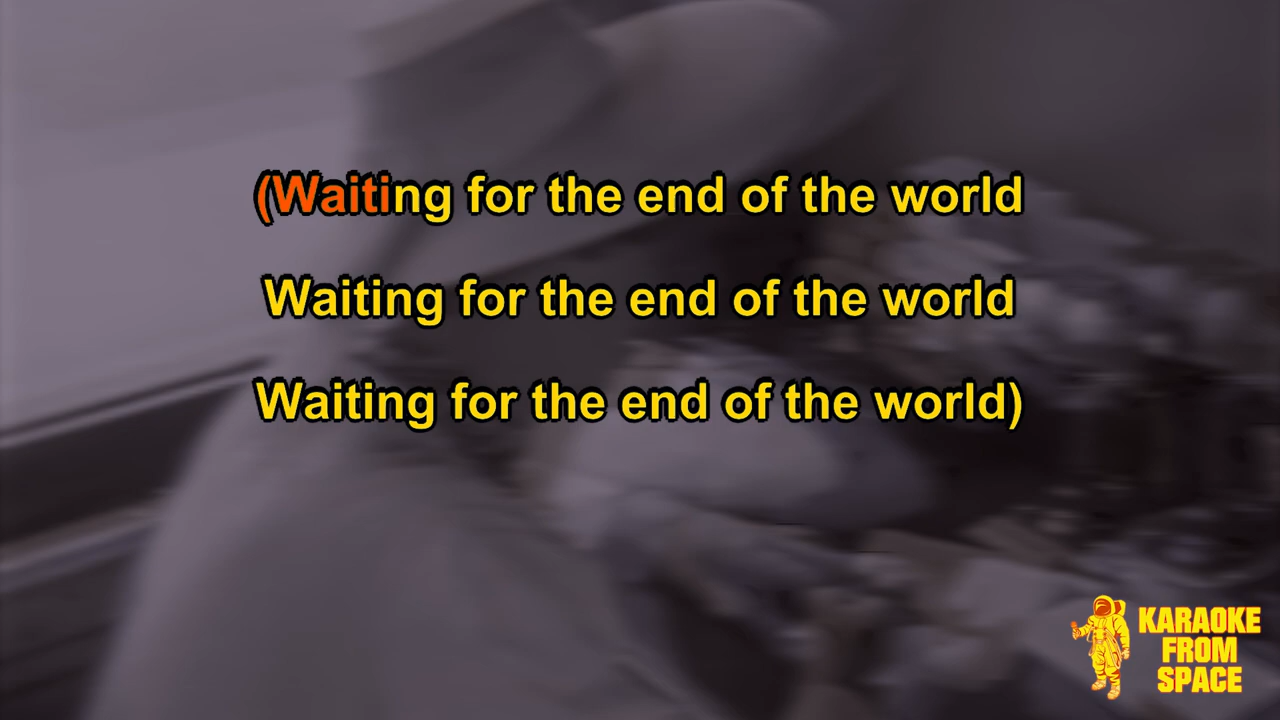 (Waiting for the end of the world
Waiting for the end of the world
Waiting for the end of the world)
KARAOKE
FROM
SPACE